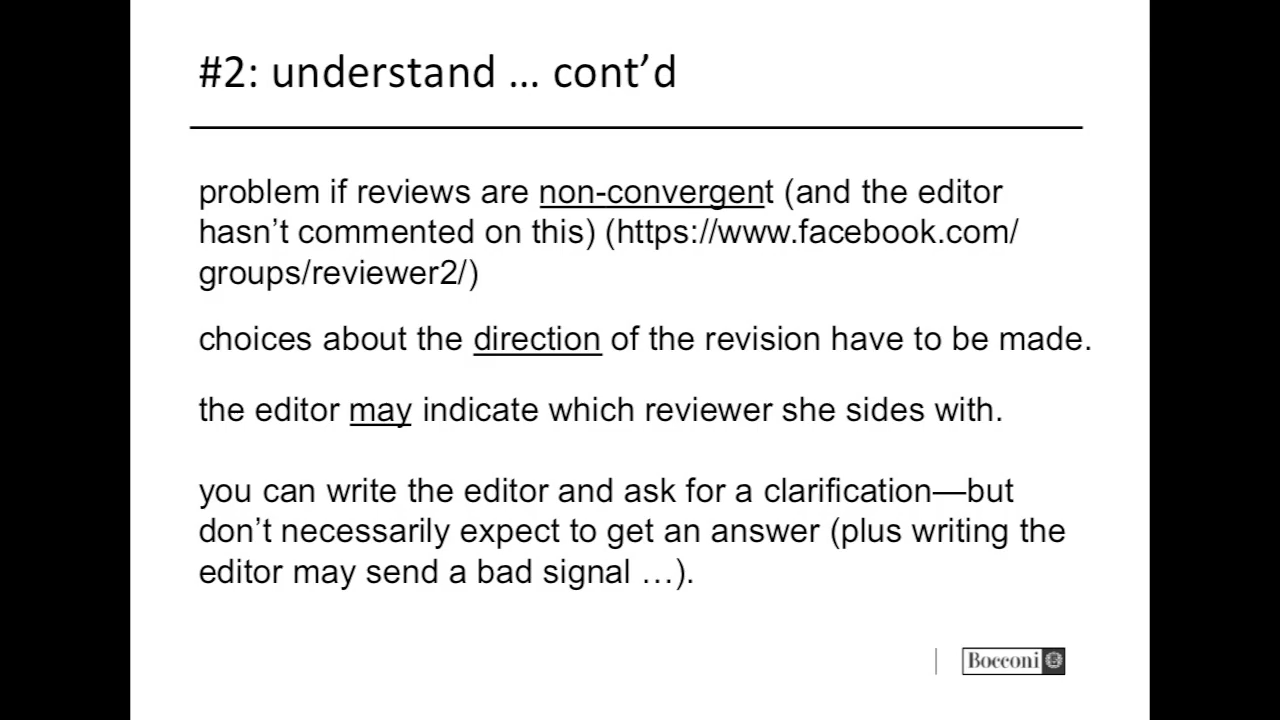 #2: understand … cont’d
problem if reviews are non-convergent (and the editor
hasn’t commented on this) (https://www.facebook.com/
groups/reviewer2/)
choices about the direction of the revision have to be made.
the editor may indicate which reviewer she sides with.
you can write the editor and ask for a clarification—but
don’t necessarily expect to get an answer (plus writing the
editor may send a bad signal …).
Bocconi